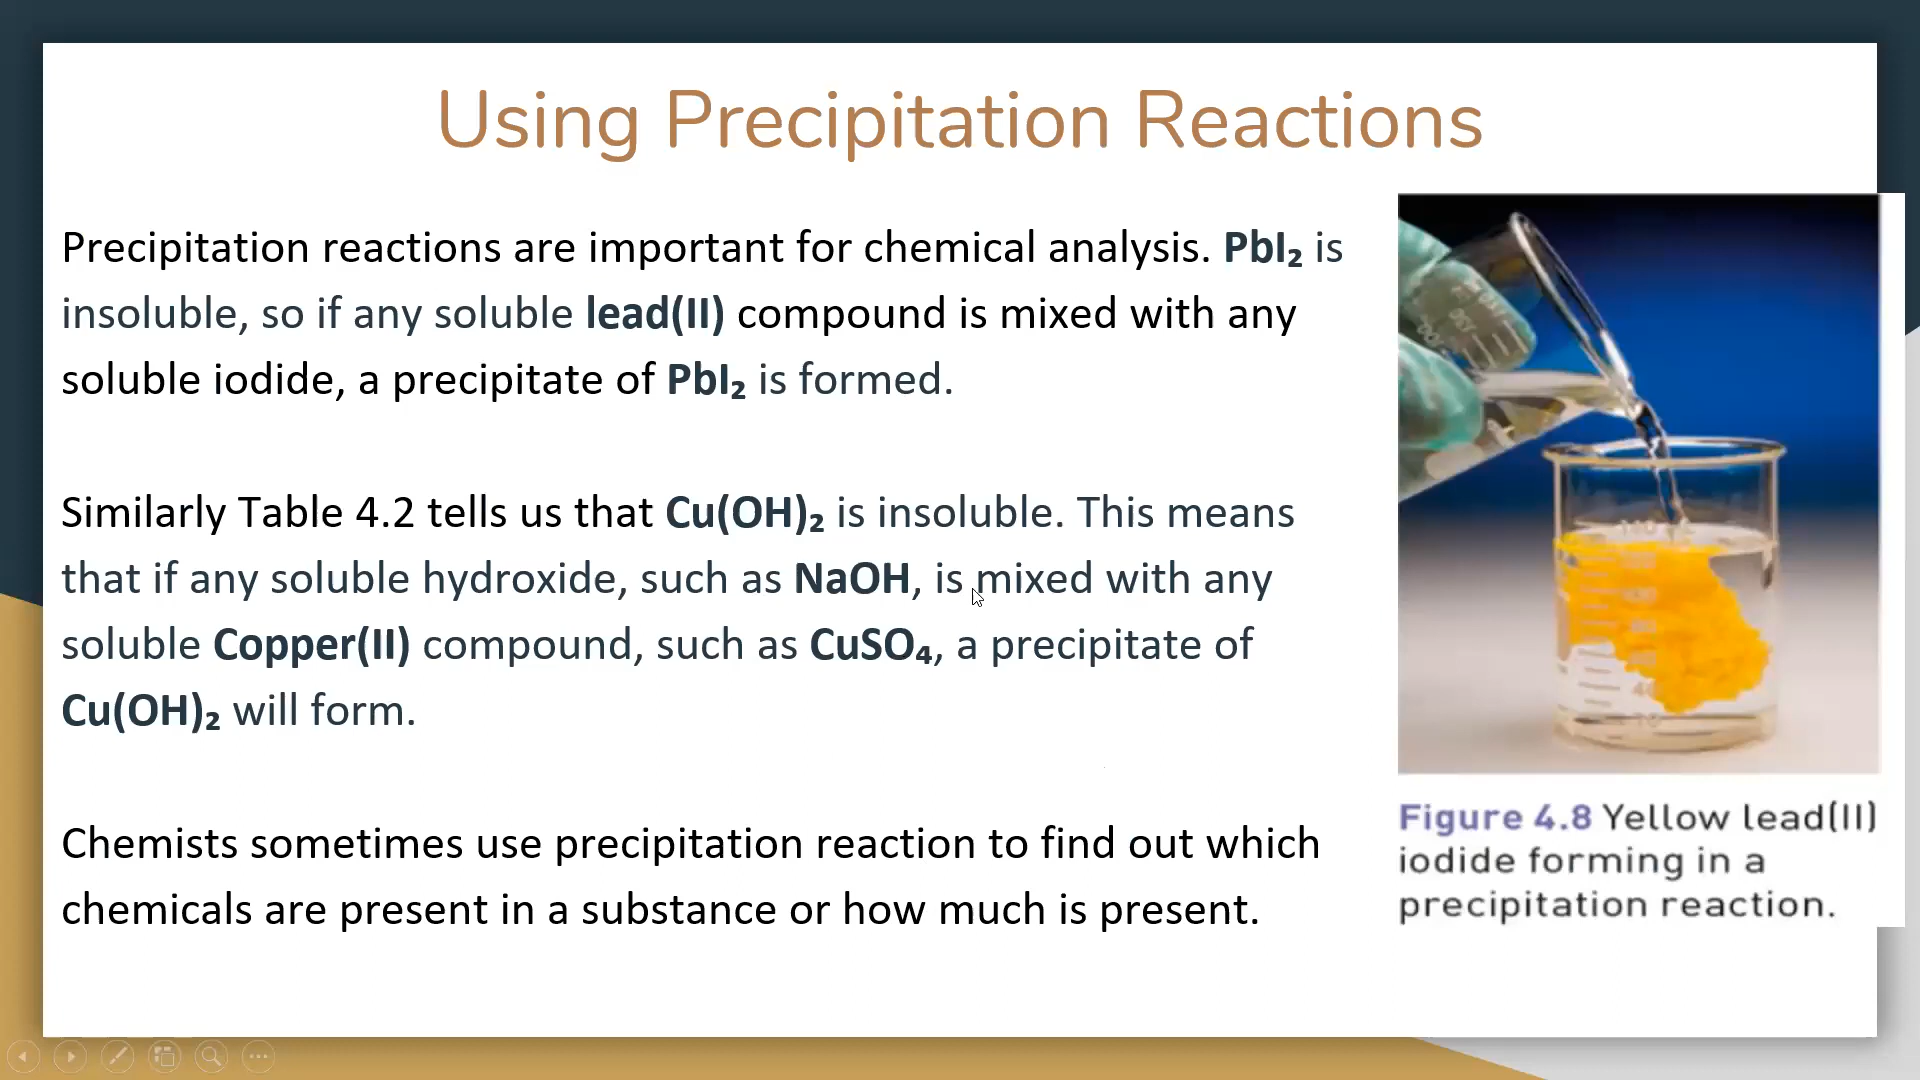 Using Precipitation Reactions
Precipitation reactions are important for chemical analysis. PbI₂ is
insoluble, so if any soluble lead(II) compound is mixed with any
soluble iodide, a precipitate of PbI₂ is formed.
Similarly Table 4.2 tells us that Cu(OH)₂ is insoluble. This means
that if any soluble hydroxide, such as NaOH, is mixed with any
soluble Copper(II) compound, such as CuSO₄, a precipitate of
Cu(OH)₂ will form.
Chemists sometimes use precipitation reaction to find out which
chemicals are present in a substance or how much is present.
Figure 4.8 Yellow lead(II)
iodide forming in a
precipitation reaction.